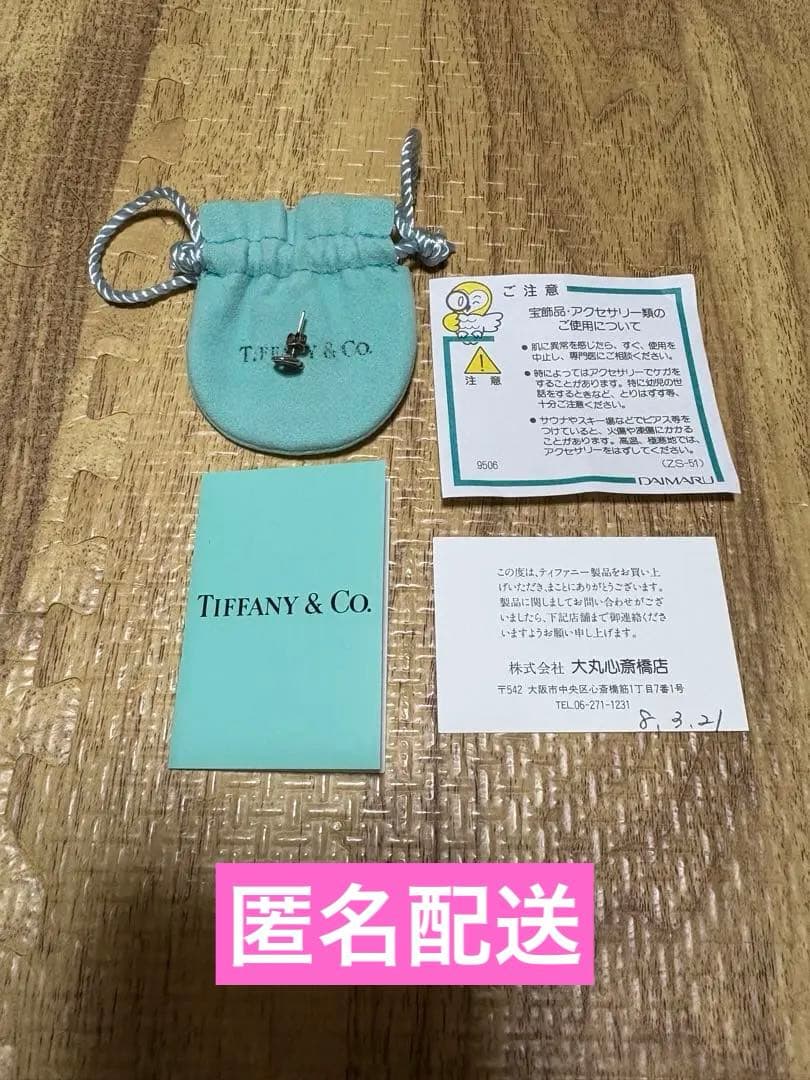 TIFFANY & CO.
ご注意
宝飾品・アクセサリー類の
ご使用について
注意
● 肌に異常を感じたら、すぐ、使用を
中止し、専門医にご相談ください。
● 時によってはアクセサリーでケガを
することがあります。特に幼児の世
話をするときなど、とりはずす等、
十分ご注意ください。
● サウナやスキー場などでピアス等を
つけていると、火傷や凍傷にかかる
ことがあります。高温、極寒地では、
アクセサリーをはずしてください。
9506
(ZS-51)
DAIMARU
TIFFANY & CO.
この度は、ティファニー製品をお買い上
げいただき、まことにありがとうございます。
製品に関しましてお問い合わせがござ
いましたら、下記店舗まで御連絡くださ
いますようお願い申し上げます。
株式会社 大丸心斎橋店
〒542 大阪市中央区心斎橋筋1丁目7番1号
TEL.06-271-1231
8.3.21
匿名配送